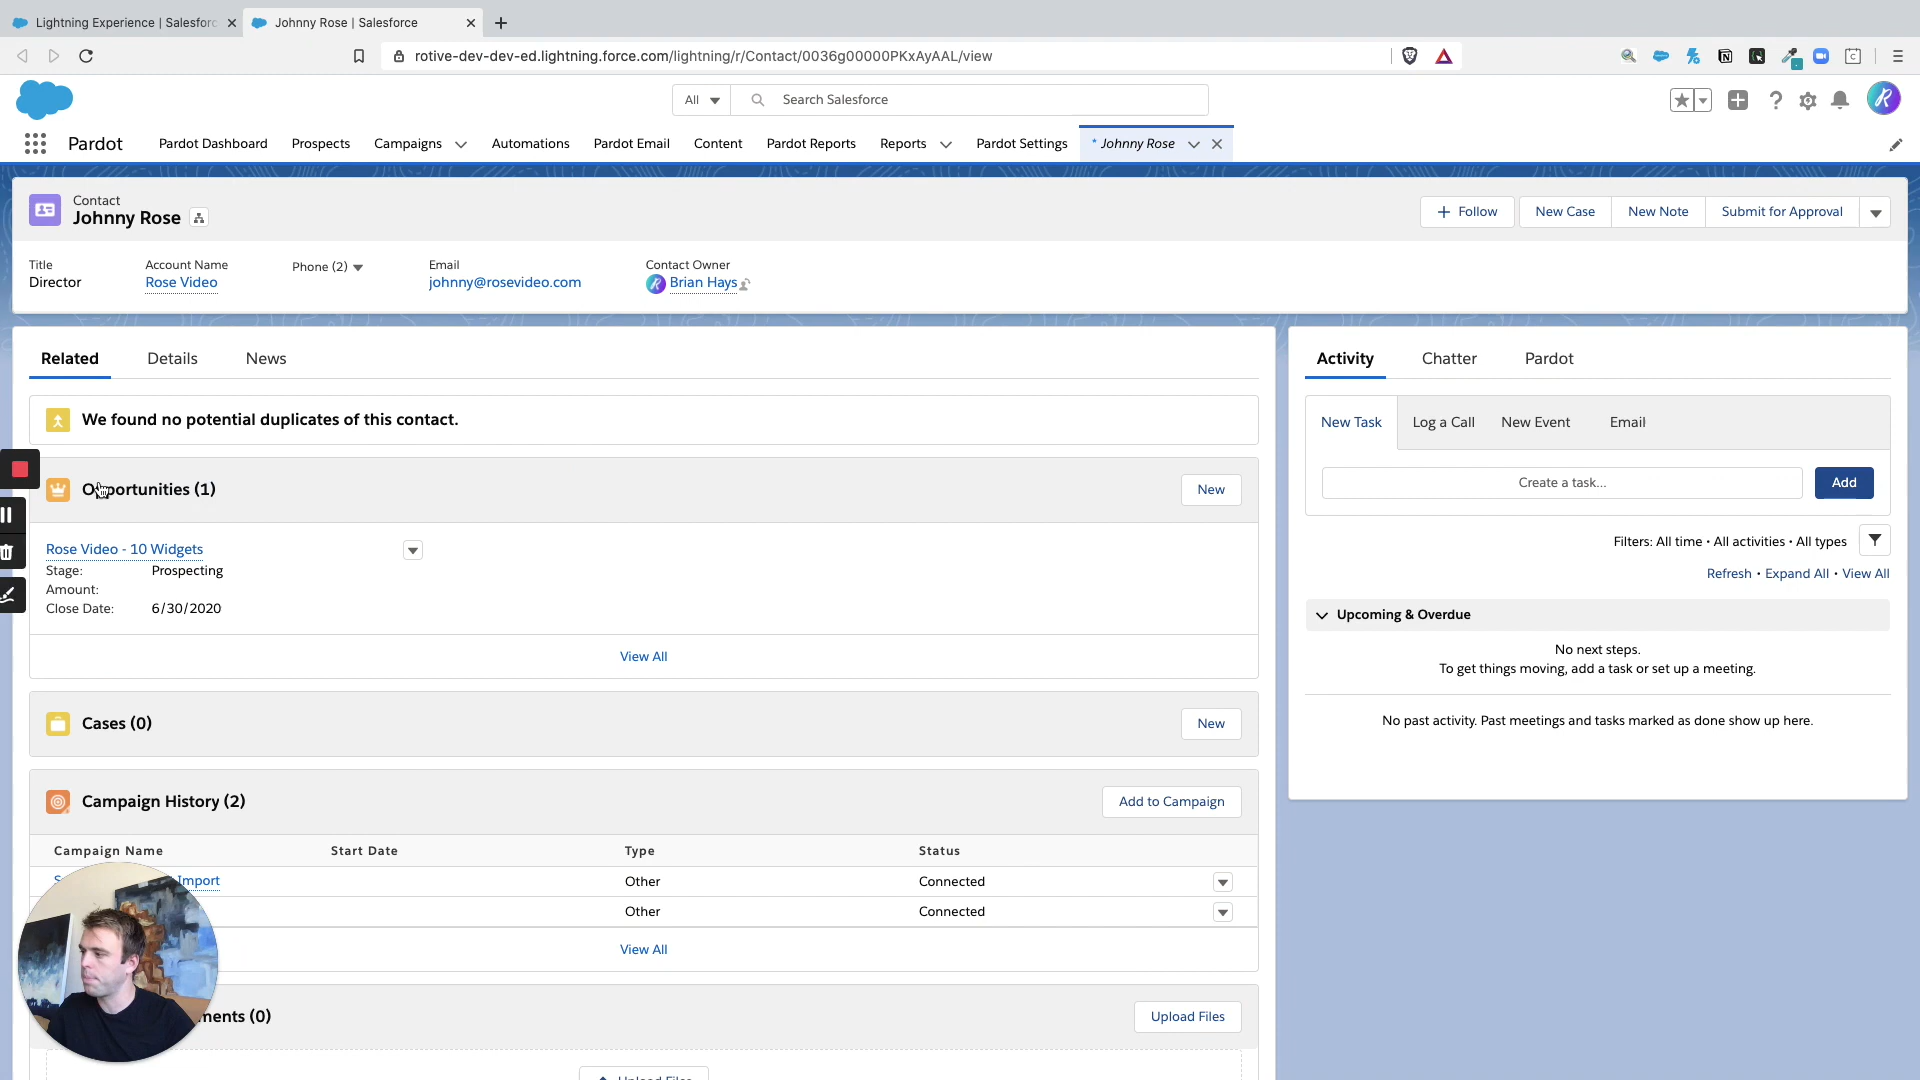 Lightning Experience | Salesforc
Johnny Rose | Salesforce
rotive-dev-dev-ed.lightning.force.com/lightning/r/Contact/0036g00000PKxAyAAL/view
All
Search Salesforce
Pardot
Pardot Dashboard
Prospects
Campaigns
Automations
Pardot Email
Content
Pardot Reports
Reports
Pardot Settings
* Johnny Rose
Contact
Johnny Rose
+ Follow
New Case
New Note
Submit for Approval
Title
Director
Account Name
Rose Video
Phone (2)
Email
johnny@rosevideo.com
Contact Owner
Brian Hays
Related
Details
News
We found no potential duplicates of this contact.
Opportunities (1)
New
Rose Video - 10 Widgets
Stage: Prospecting
Amount:
Close Date: 6/30/2020
View All
Cases (0)
New
Campaign History (2)
Add to Campaign
Campaign Name Start Date Type Status
Import Other Connected
Other Connected
View All
ments (0)
Upload Files
Upload Files
Activity
Chatter
Pardot
New Task
Log a Call
New Event
Email
Create a task...
Add
Filters: All time • All activities • All types
Refresh • Expand All • View All
Upcoming & Overdue
No next steps.
To get things moving, add a task or set up a meeting.
No past activity. Past meetings and tasks marked as done show up here.